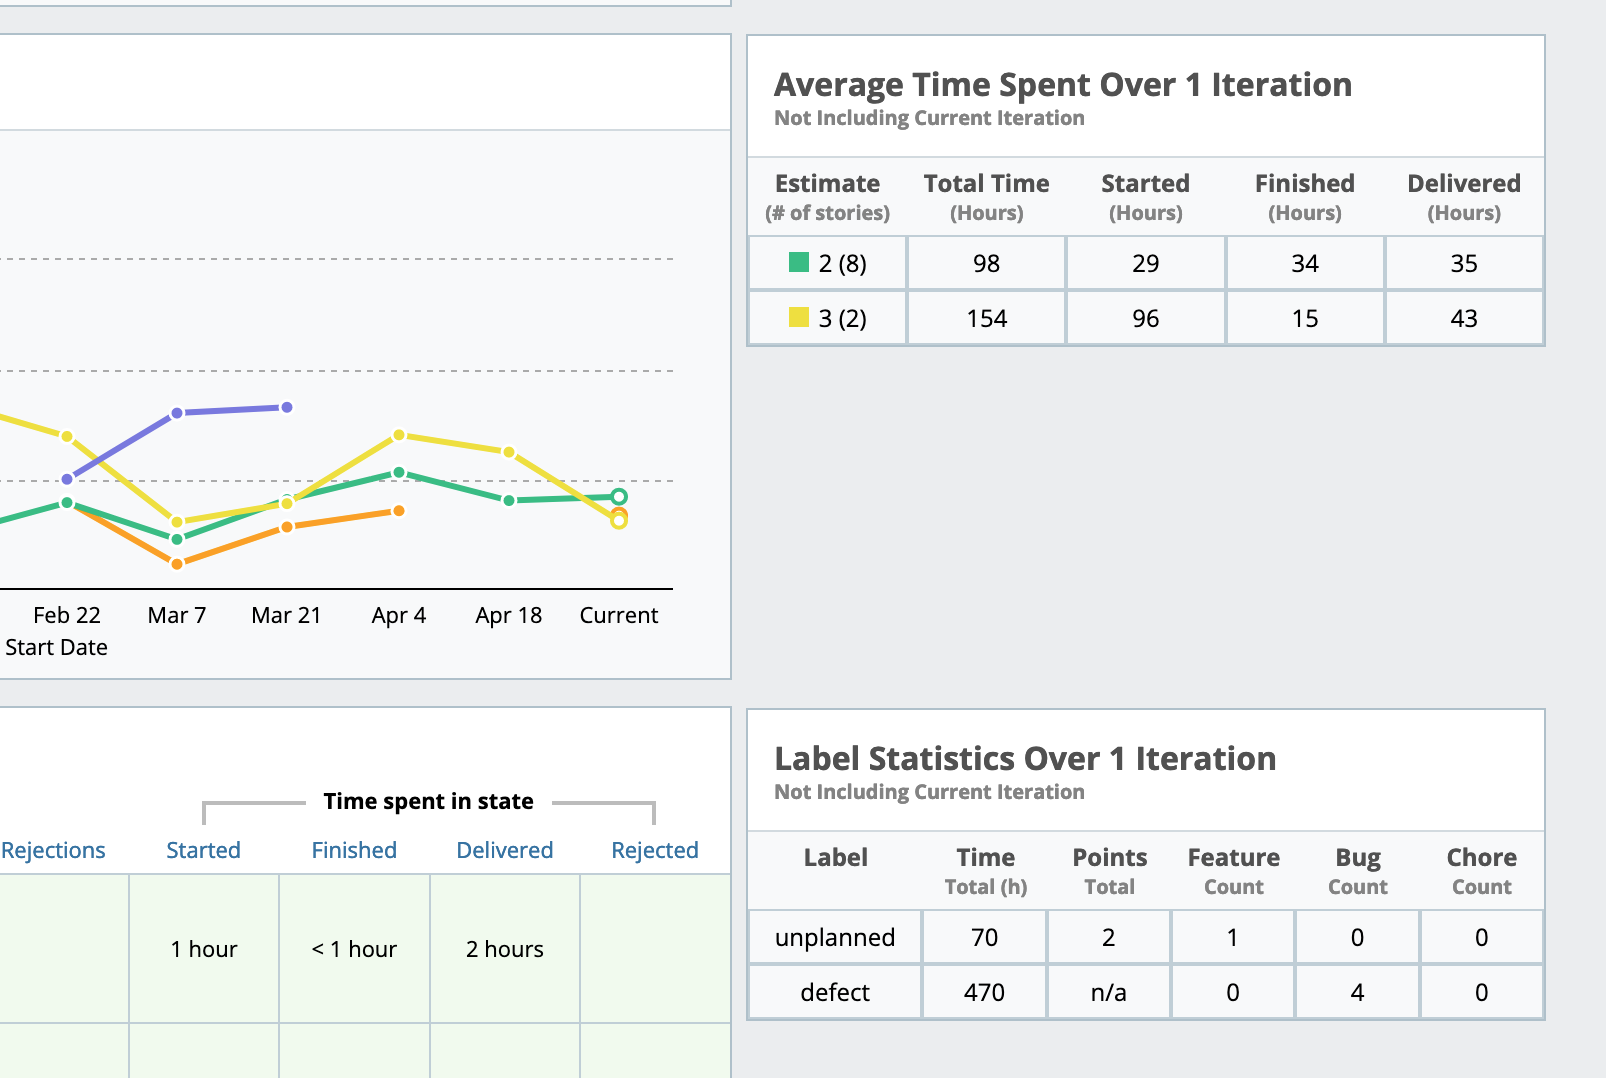 Average Time Spent Over 1 Iteration
Not Including Current Iteration
Estimate Total Time Started Finished Delivered
(# of stories) (Hours) (Hours) (Hours) (Hours)
2 (8) 98 29 34 35
3 (2) 154 96 15 43
Feb 22 Mar 7 Mar 21 Apr 4 Apr 18 Current
Start Date
Time spent in state
Rejections Started Finished Delivered Rejected
1 hour < 1 hour 2 hours
Label Statistics Over 1 Iteration
Not Including Current Iteration
Label Time Points Feature Bug Chore
Total (h) Total Count Count Count
unplanned 70 2 1 0 0
defect 470 n/a 0 4 0